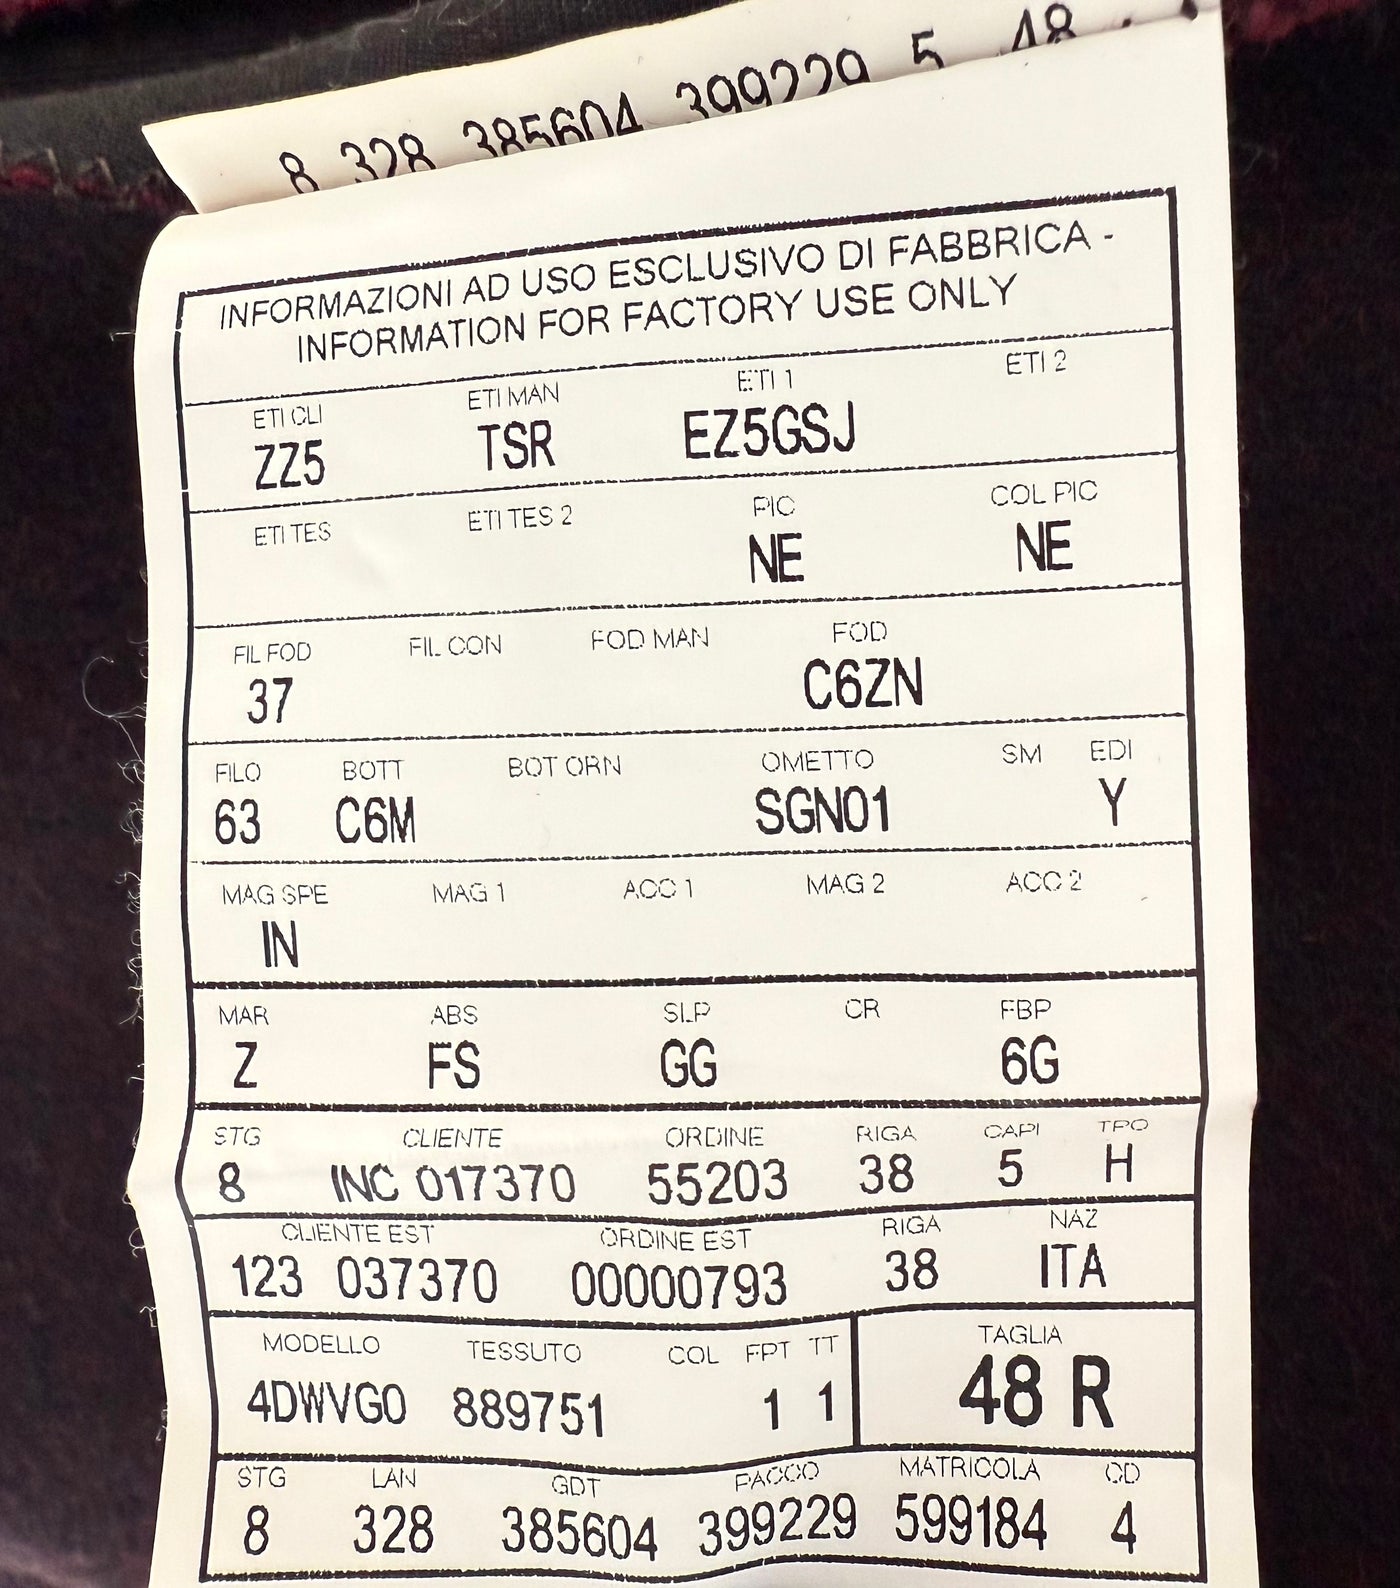 8 328 385604 399229 5 48
INFORMAZIONI AD USO ESCLUSIVO DI FABBRICA -
INFORMATION FOR FACTORY USE ONLY
ETI CLI ETI MAN ETI 1 ETI 2
ZZ5 TSR EZ5GSJ
ETI TES ETI TES 2 PIC COL PIC
NE NE
FIL FOD FIL CON FOD MAN FOD
37 C6ZN
FILO BOTT BOT ORN OMETTO SM EDI
63 C6M SGN01 Y
MAG SPE MAG 1 ACC 1 MAG 2 ACC 2
IN
MAR ABS SLP CR FBP
Z FS GG 6G
STG CLIENTE ORDINE RIGA CAPI TPO
8 INC 017370 55203 38 5 H
CLIENTE EST ORDINE EST RIGA NAZ
123 037370 00000793 38 ITA
MODELLO TESSUTO COL FPT TT TAGLIA
4DWVG0 889751 1 1 48 R
STG LAN GDT PACCO MATRICOLA CD
8 328 385604 399229 599184 4